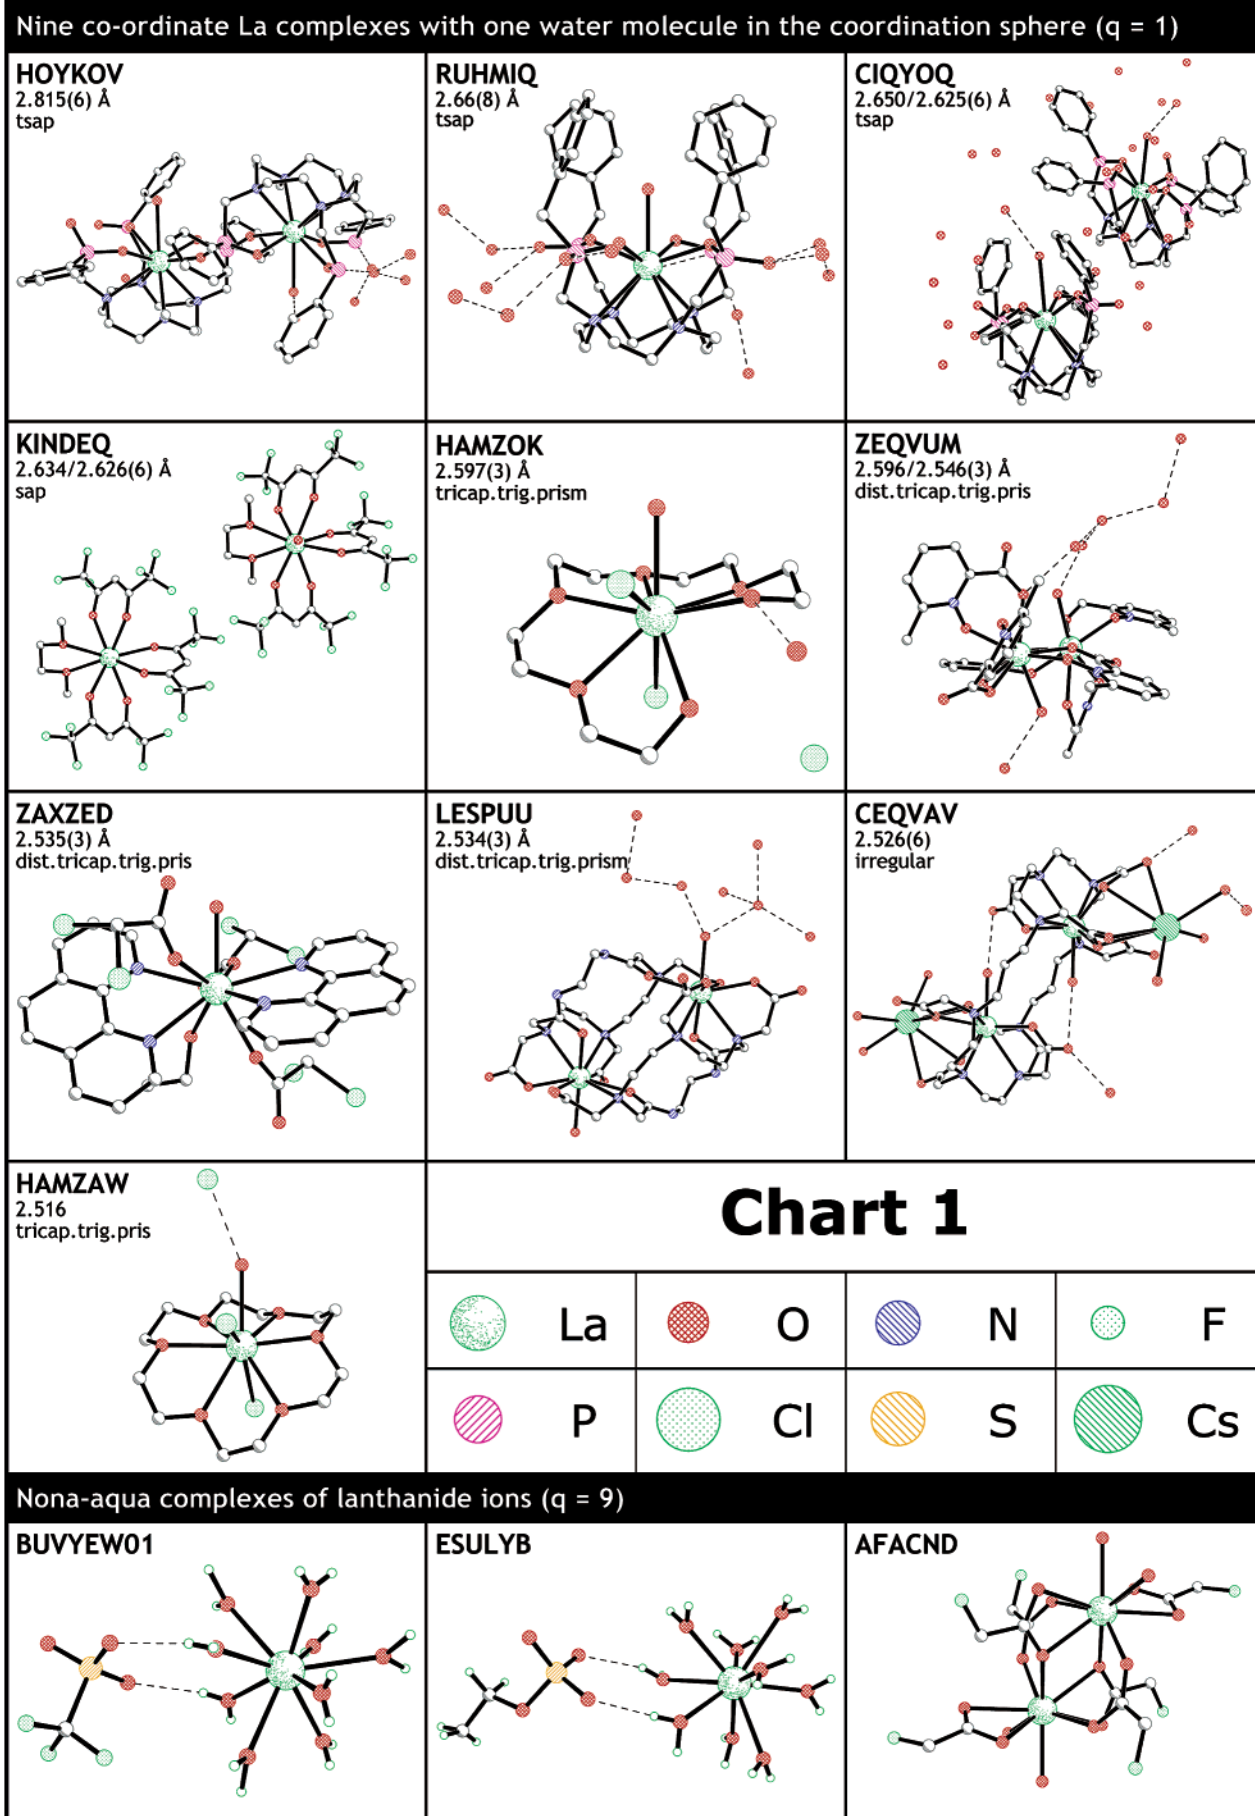 Nine co-ordinate La complexes with one water molecule in the coordination sphere (q = 1)
HOYKOV
2.815(6) Å
tsap
RUHMIQ
2.66(8) Å
tsap
CIQYOQ
2.650/2.625(6) Å
tsap
KINDEQ
2.634/2.626(6) Å
sap
HAMZOK
2.597(3) Å
tricap.trig.prism
ZEQVUM
2.596/2.546(3) Å
dist.tricap.trig.pris
ZAXZED
2.535(3) Å
dist.tricap.trig.pris
LESPUU
2.534(3) Å
dist.tricap.trig.prism
CEQVAV
2.526(6)
irregular
HAMZAW
2.516
tricap.trig.pris
Chart 1
La O N F
P Cl S Cs
Nona-aqua complexes of lanthanide ions (q = 9)
BUVYEW01
ESULYB
AFACND